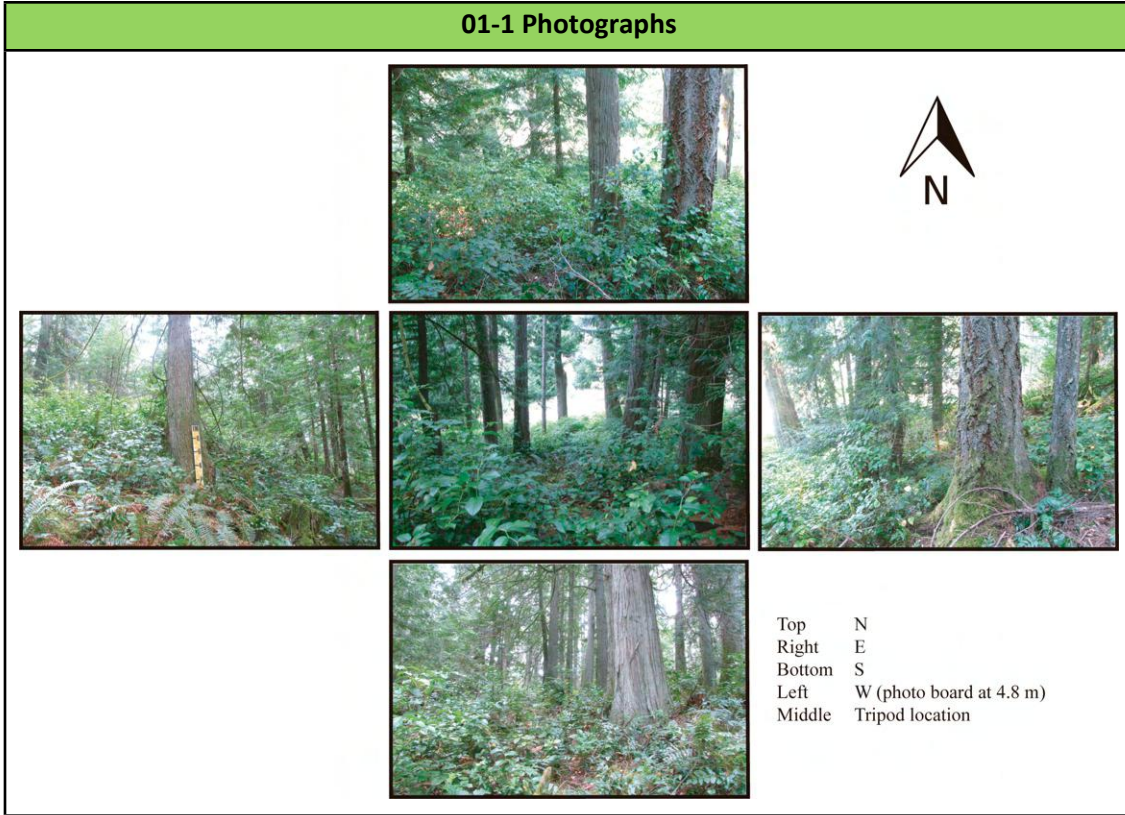 01-1 Photographs
N
Top N
Right E
Bottom S
Left W (photo board at 4.8 m)
Middle Tripod location